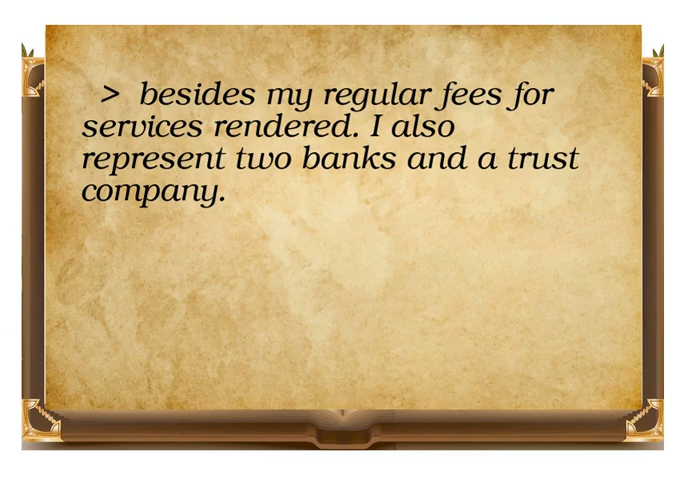 > besides my regular fees for
services rendered. I also
represent two banks and a trust
company.